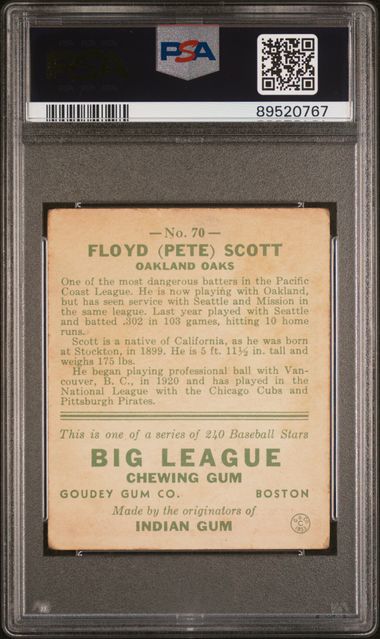 PSA
89520767
— No. 70 —
FLOYD (PETE) SCOTT
OAKLAND OAKS
One of the most dangerous batters in the Pacific
Coast League. He is now playing with Oakland,
but has seen service with Seattle and Mission in
the same league. Last year played with Seattle
and batted .302 in 103 games, hitting 10 home
runs.
Scott is a native of California, as he was born
at Stockton, in 1899. He is 5 ft. 11½ in. tall and
weighs 175 lbs.
He began playing professional ball with Van-
couver, B. C., in 1920 and has played in the
National League with the Chicago Cubs and
Pittsburgh Pirates.
This is one of a series of 240 Baseball Stars
BIG LEAGUE
CHEWING GUM
GOUDEY GUM CO. BOSTON
Made by the originators of
INDIAN GUM